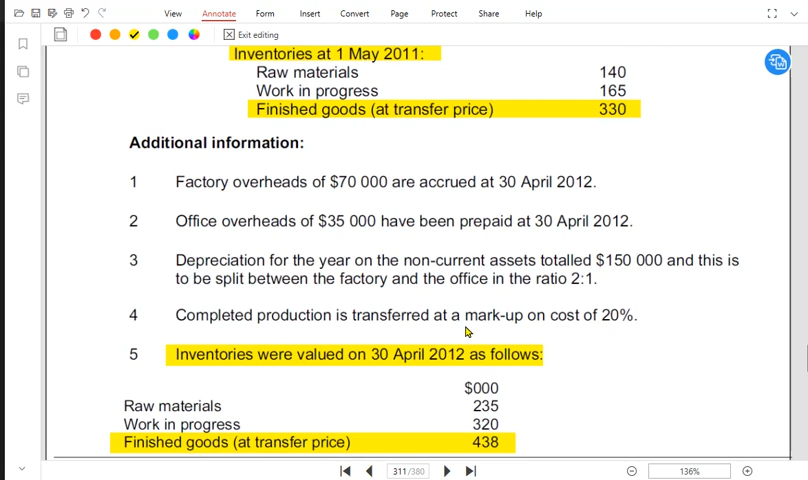 View Annotate Form Insert Convert Page Protect Share Help
Exit editing
Inventories at 1 May 2011:
Raw materials 140
Work in progress 165
Finished goods (at transfer price) 330
Additional information:
1 Factory overheads of $70 000 are accrued at 30 April 2012.
2 Office overheads of $35 000 have been prepaid at 30 April 2012.
3 Depreciation for the year on the non-current assets totalled $150 000 and this is
to be split between the factory and the office in the ratio 2:1.
4 Completed production is transferred at a mark-up on cost of 20%.
5 Inventories were valued on 30 April 2012 as follows:
$000
Raw materials 235
Work in progress 320
Finished goods (at transfer price) 438
311/380 136%